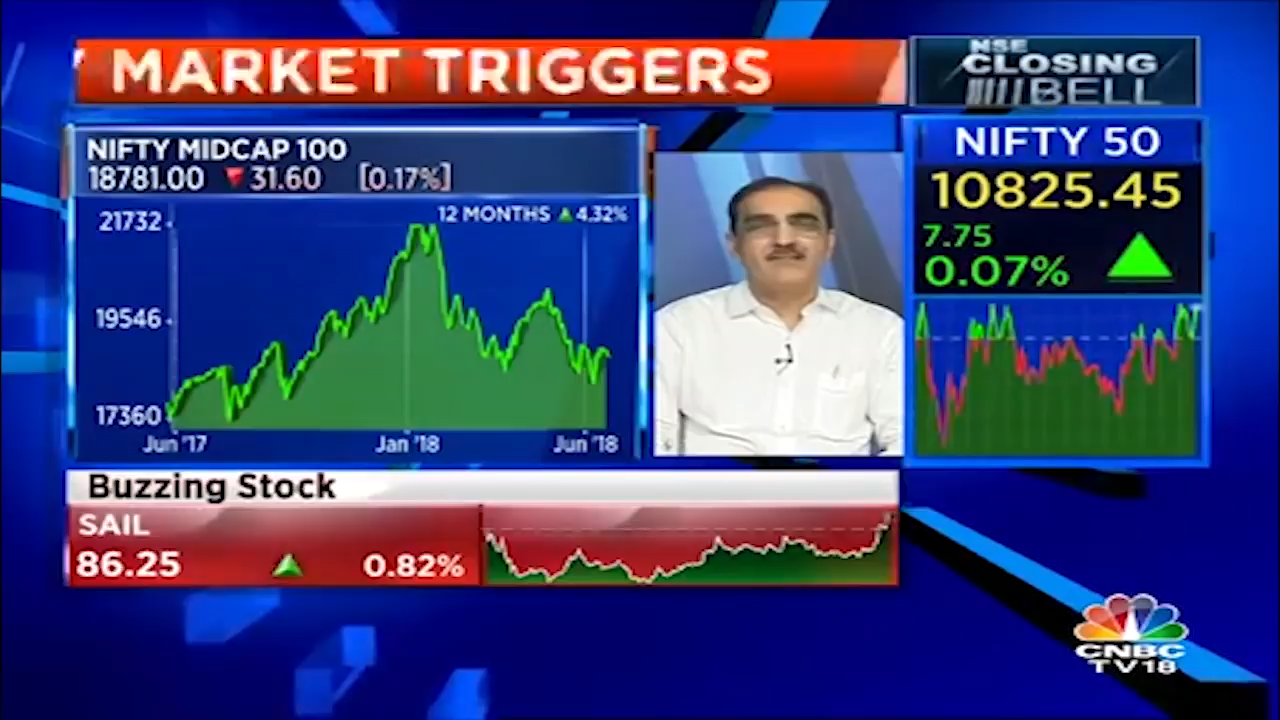 MARKET TRIGGERS
NSE
CLOSING
BELL
NIFTY MIDCAP 100
18781.00 ▼ 31.60 [0.17%]
12 MONTHS ▲ 4.32%
21732
19546
17360
Jun '17 Jan '18 Jun '18
NIFTY 50
10825.45
7.75
0.07%
Buzzing Stock
SAIL
86.25 ▲ 0.82%
CNBC
TV18